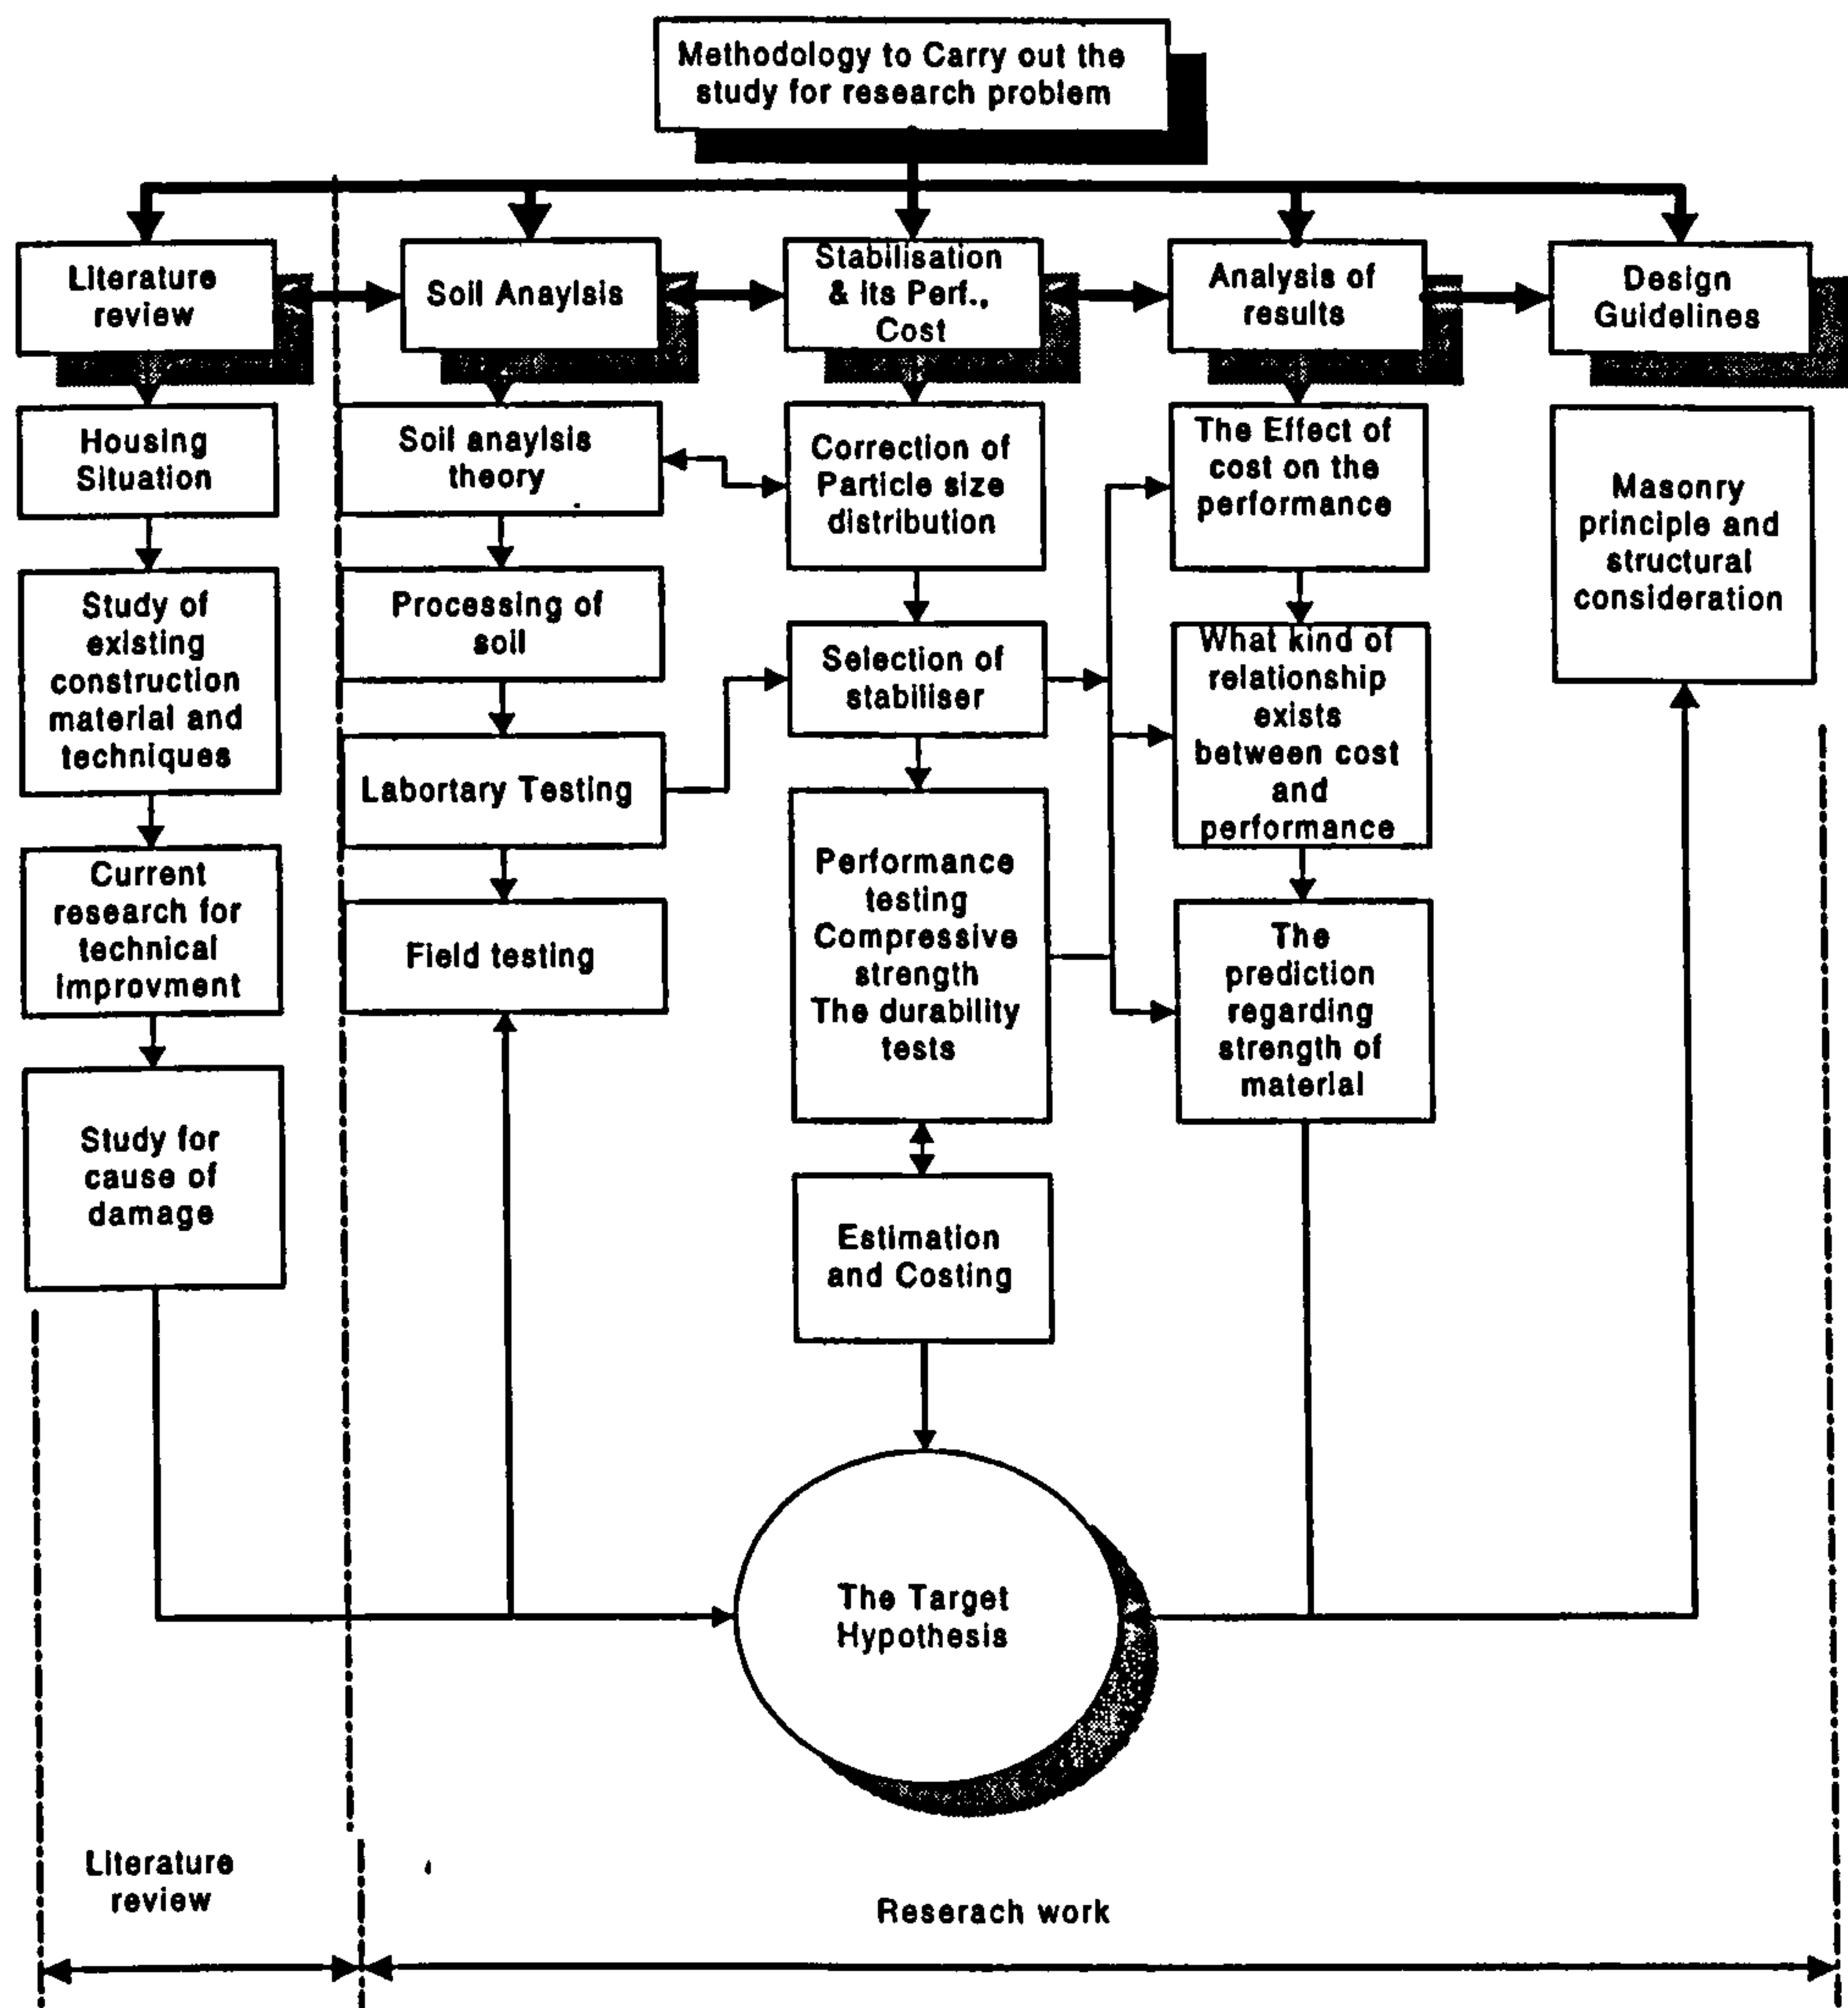 Methodology to Carry out the
study for research problem
Literature
review
Soil Anaylsis
Stabilisation
& its Perf.,
Cost
Analysis of
results
Design
Guidelines
Housing
Situation
Study of
existing
construction
material and
techniques
Current
research for
technical
improvment
Study for
cause of
damage
Soil anaylsis
theory
Processing of
soil
Labortary Testing
Field testing
Correction of
Particle size
distribution
Selection of
stabiliser
Performance
testing
Compressive
strength
The durability
tests
Estimation
and Costing
The Effect of
cost on the
performance
What kind of
relationship
exists
between cost
and
performance
The
prediction
regarding
strength of
material
Masonry
principle and
structural
consideration
The Target
Hypothesis
Literature
review
Reserach work